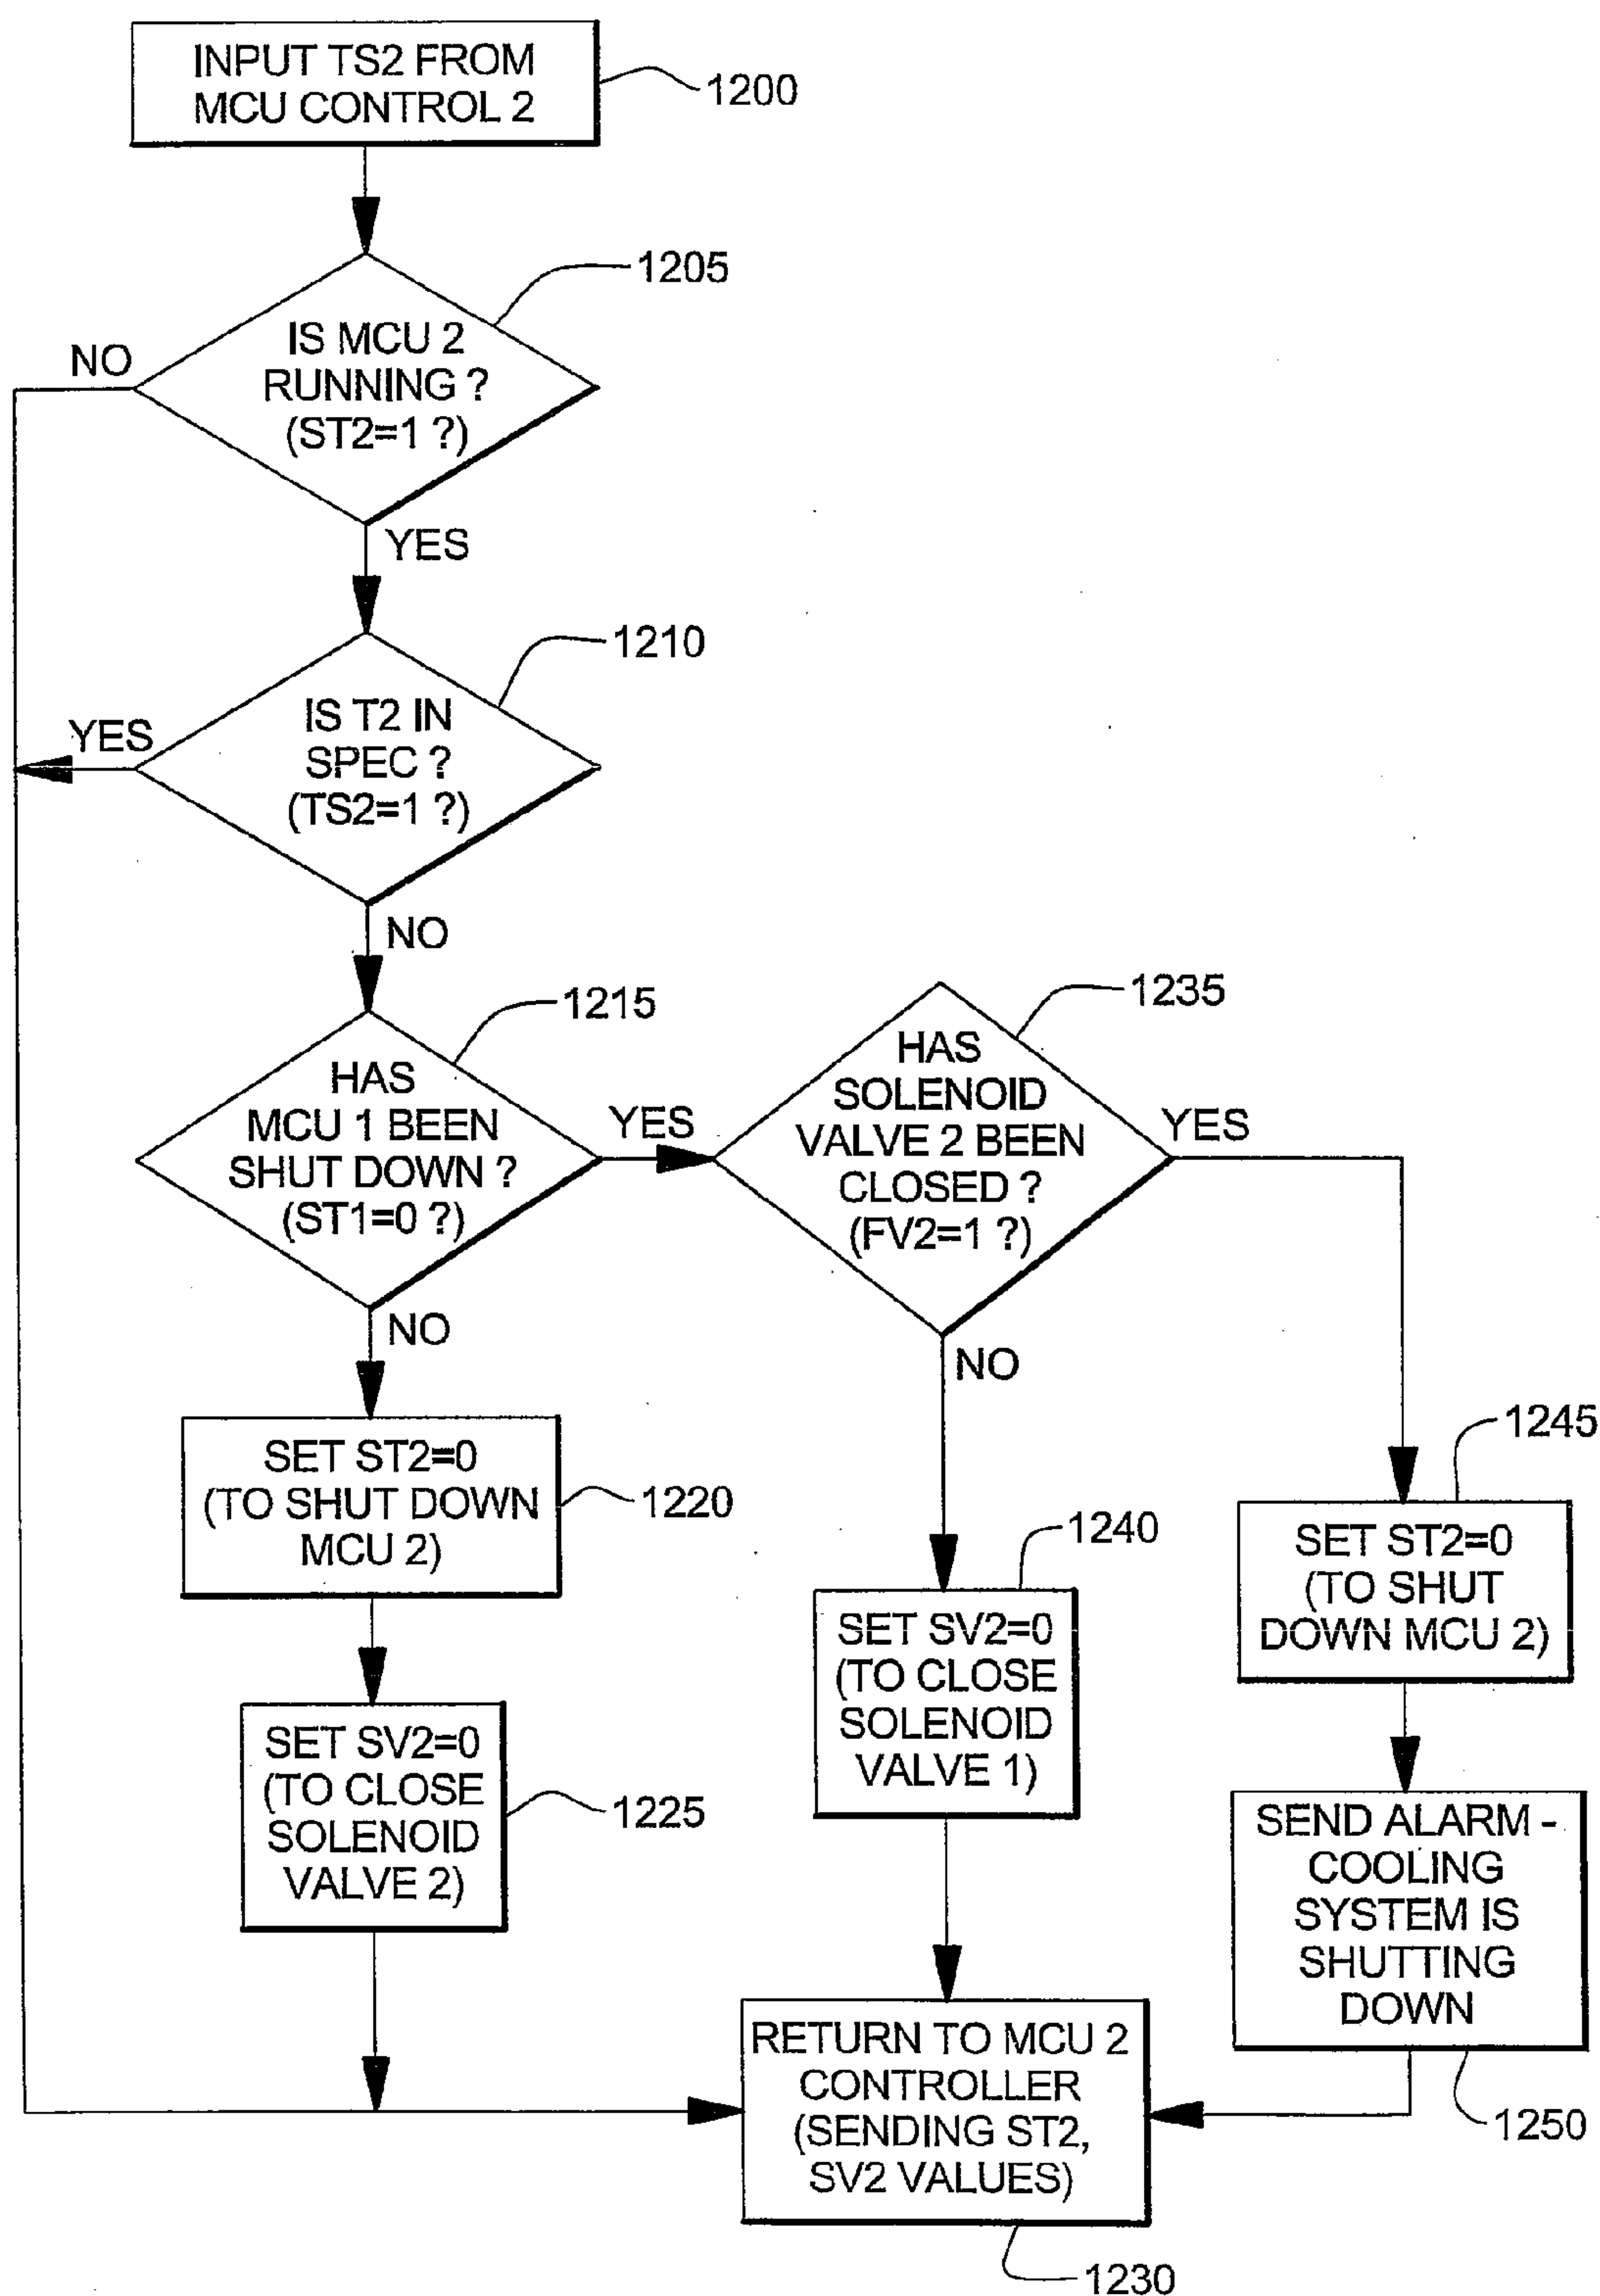 INPUT TS2 FROM
MCU CONTROL 2
1200
1205
IS MCU 2
RUNNING ?
(ST2=1 ?)
NO
YES
1210
IS T2 IN
SPEC ?
(TS2=1 ?)
YES
NO
1215
HAS
MCU 1 BEEN
SHUT DOWN ?
(ST1=0 ?)
YES
NO
1235
HAS
SOLENOID
VALVE 2 BEEN
CLOSED ?
(FV2=1 ?)
YES
NO
SET ST2=0
(TO SHUT DOWN
MCU 2)
1220
SET SV2=0
(TO CLOSE
SOLENOID
VALVE 2)
1225
1240
SET SV2=0
(TO CLOSE
SOLENOID
VALVE 1)
1245
SET ST2=0
(TO SHUT
DOWN MCU 2)
SEND ALARM -
COOLING
SYSTEM IS
SHUTTING
DOWN
1250
RETURN TO MCU 2
CONTROLLER
(SENDING ST2,
SV2 VALUES)
1230